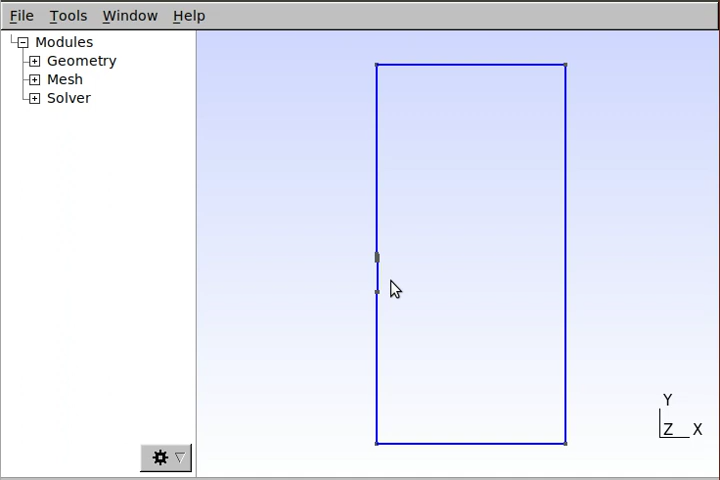 File Tools Window Help
Modules
Geometry
Mesh
Solver
Y
Z X